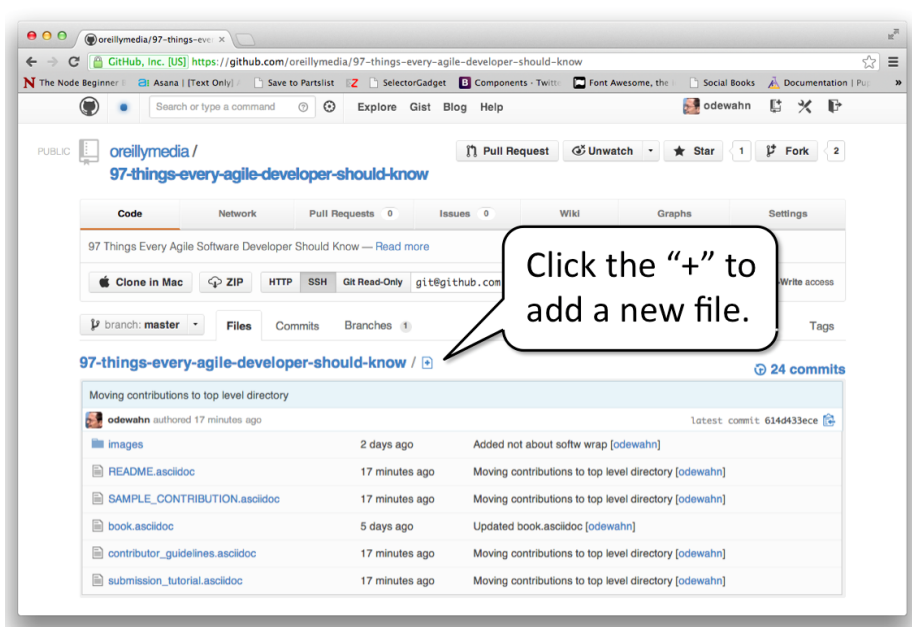 oreillymedia/97-things-ever
GitHub, Inc. [US] https://github.com/oreillymedia/97-things-every-agile-developer-should-know
The Node Beginner Asana | [Text Only] Save to Partslist SelectorGadget Components - Twitt Font Awesome, the Social Books Documentation | Pup »
Search or type a command Explore Gist Blog Help odewahn
PUBLIC oreillymedia / Pull Request Unwatch Star 1 Fork 2
97-things-every-agile-developer-should-know
Code Network Pull Requests 0 Issues 0 Wiki Graphs Settings
97 Things Every Agile Software Developer Should Know — Read more
Click the “+” to
add a new file.
Clone in Mac ZIP HTTP SSH Git Read-Only git@github.com -Write access
branch: master Files Commits Branches 1 Tags
97-things-every-agile-developer-should-know / +
24 commits
Moving contributions to top level directory
odewahn authored 17 minutes ago latest commit 614d433ece
images 2 days ago Added not about softw wrap [odewahn]
README.asciidoc 17 minutes ago Moving contributions to top level directory [odewahn]
SAMPLE_CONTRIBUTION.asciidoc 17 minutes ago Moving contributions to top level directory [odewahn]
book.asciidoc 5 days ago Updated book.asciidoc [odewahn]
contributor_guidelines.asciidoc 17 minutes ago Moving contributions to top level directory [odewahn]
submission_tutorial.asciidoc 17 minutes ago Moving contributions to top level directory [odewahn]